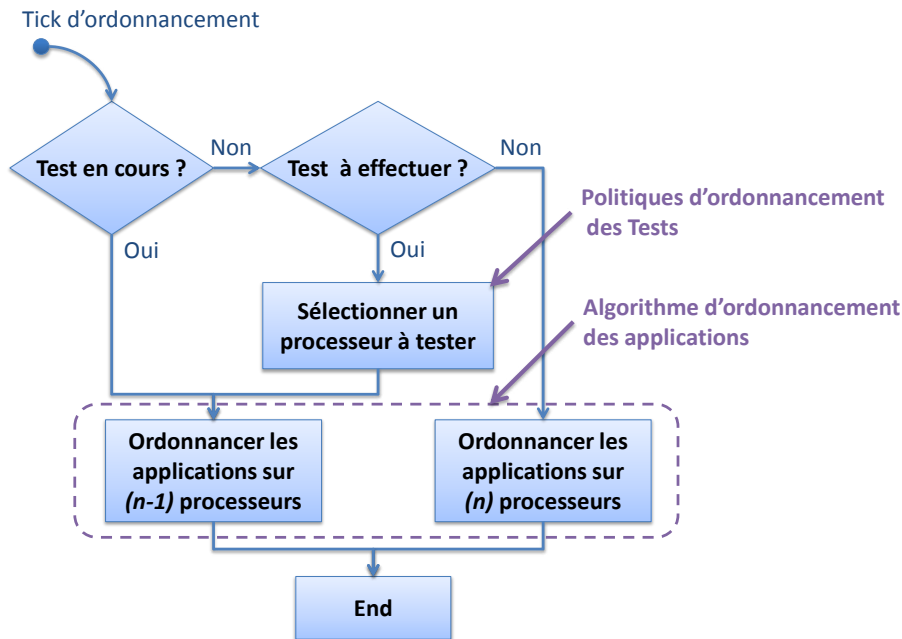 Tick d’ordonnancement
Test en cours ?
Non
Test à effectuer ?
Non
Oui
Oui
Politiques d’ordonnancement
des Tests
Sélectionner un
processeur à tester
Algorithme d’ordonnancement
des applications
Ordonnancer les
applications sur
(n-1) processeurs
Ordonnancer les
applications sur
(n) processeurs
End